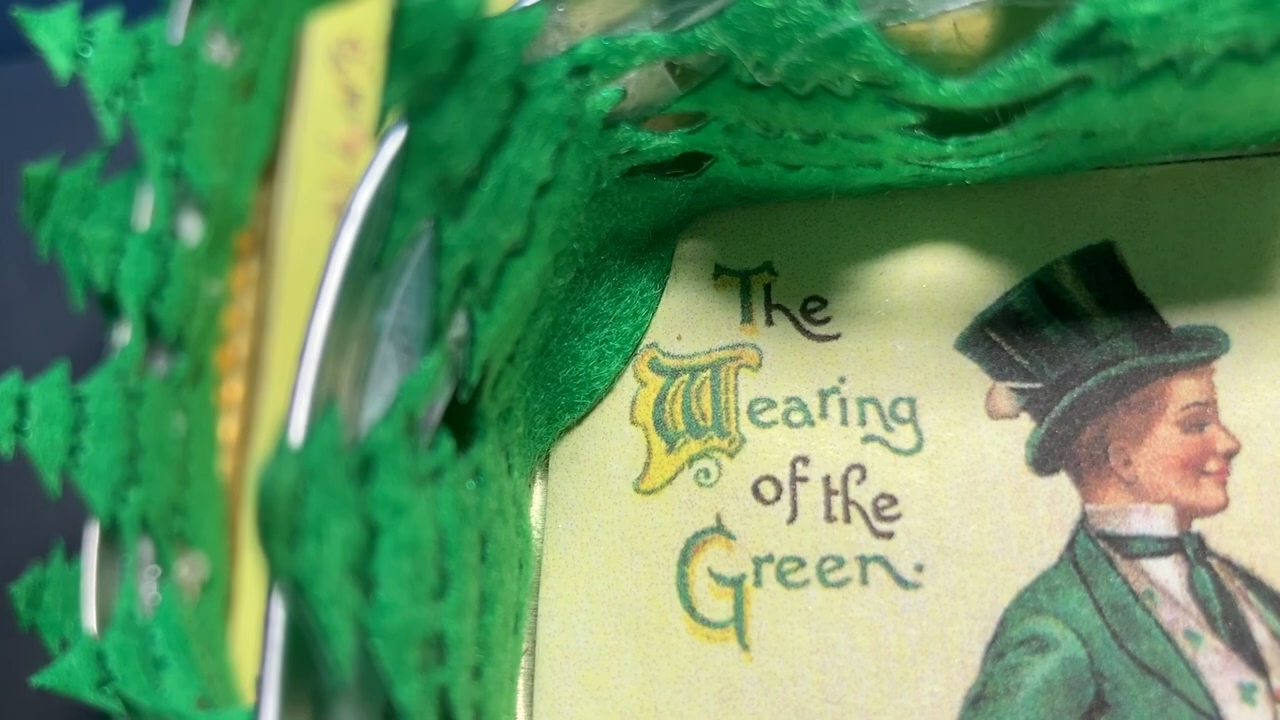 The
Wearing
of the
Green.